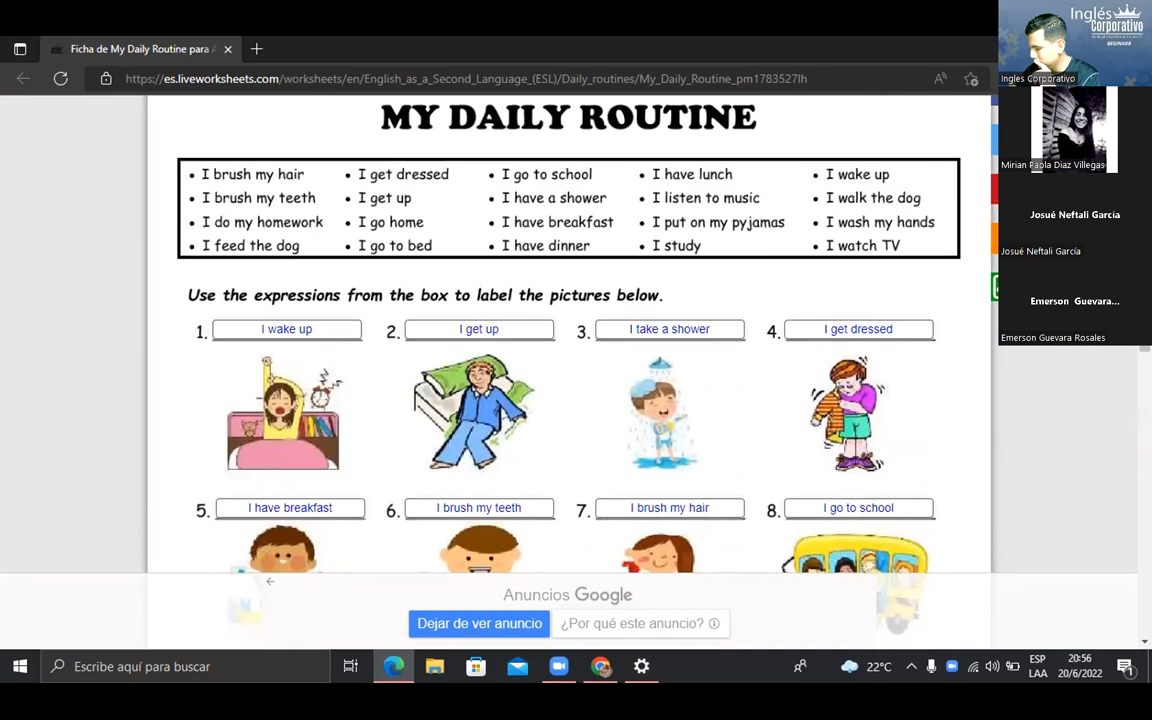 Ficha de My Daily Routine para A
https://es.liveworksheets.com/worksheets/en/English_as_a_Second_Language_(ESL)/Daily_routines/My_Daily_Routine_pm1783527lh
MY DAILY ROUTINE
• I brush my hair • I get dressed • I go to school • I have lunch • I wake up
• I brush my teeth • I get up • I have a shower • I listen to music • I walk the dog
• I do my homework • I go home • I have breakfast • I put on my pyjamas • I wash my hands
• I feed the dog • I go to bed • I have dinner • I study • I watch TV
Use the expressions from the box to label the pictures below.
1. I wake up 2. I get up 3. I take a shower 4. I get dressed
5. I have breakfast 6. I brush my teeth 7. I brush my hair 8. I go to school
Anuncios Google
Dejar de ver anuncio ¿Por qué este anuncio?
Inglés
Corporativo
BEGINNER
Ingles Corporativo
Mirian Paola Diaz Villegas
Josué Neftali García
Josué Neftali García
Emerson Guevara...
Emerson Guevara Rosales
Escribe aquí para buscar
22°C
ESP
LAA
20:56
20/6/2022
1